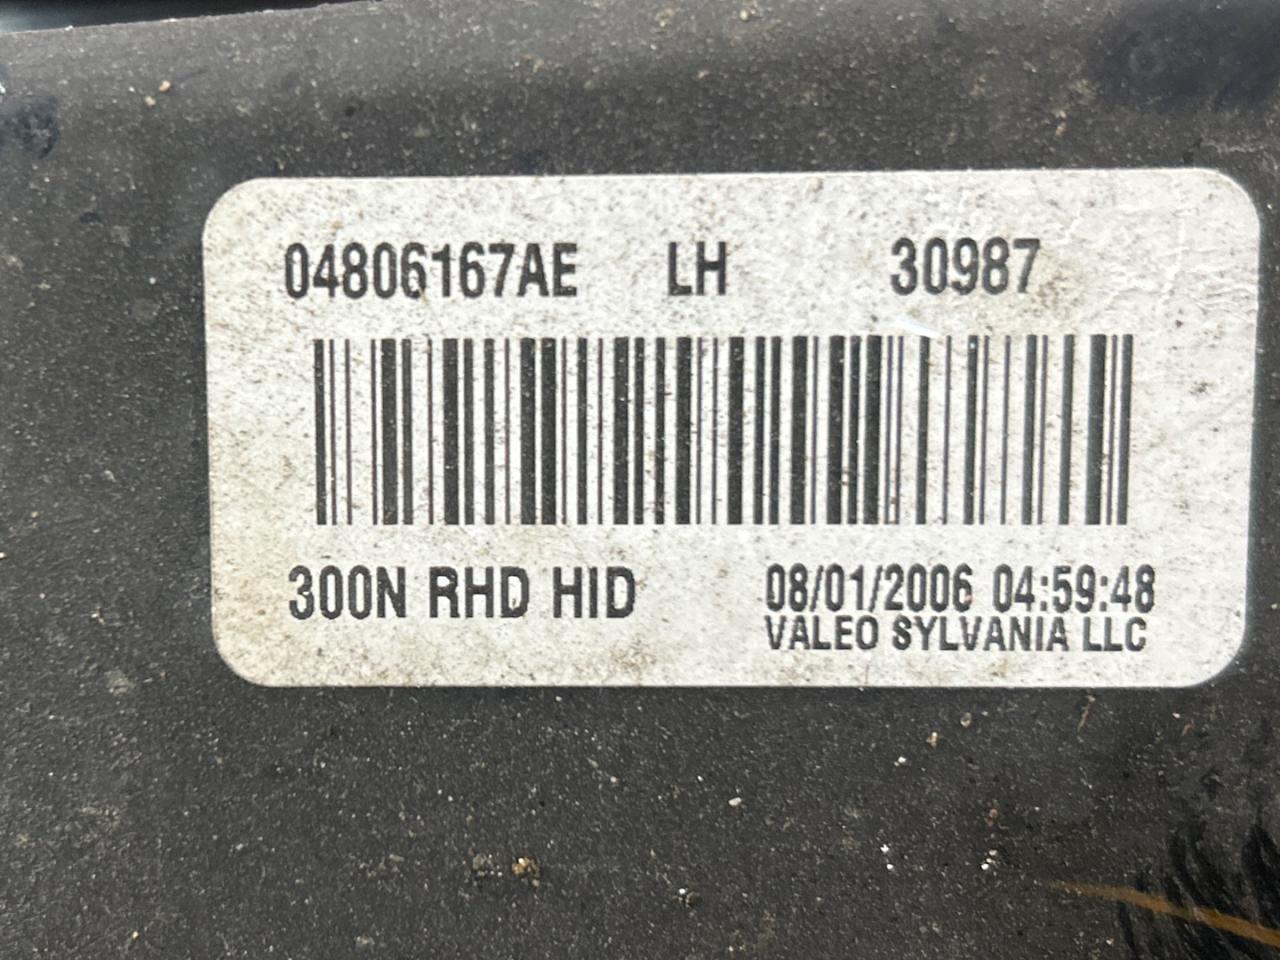 04806167AE LH 30987
300N RHD HID 08/01/2006 04:59:48
VALEO SYLVANIA LLC